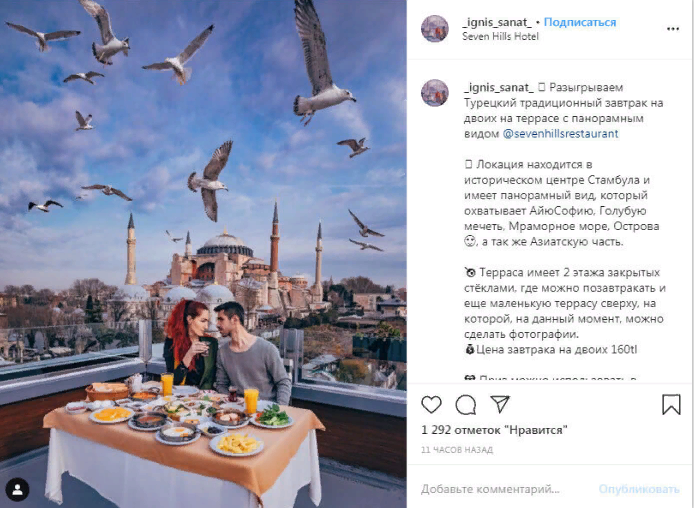 _ignis_sanat_ • Подписаться
Seven Hills Hotel
_ignis_sanat_ Разыгрываем
Турецкий традиционный завтрак на
двоих на террасе с панорамным
видом @sevenhillsrestaurant
Локация находится в
историческом центре Стамбула и
имеет панорамный вид, который
охватывает АйюСофию, Голубую
мечеть, Мраморное море, Острова
, а так же Азиатскую часть.
Терраса имеет 2 этажа закрытых
стёклами, где можно позавтракать и
еще маленькую террасу сверху, на
которой, на данный момент, можно
сделать фотографии.
Цена завтрака на двоих 160tl
Приз можно использовать в
1 292 отметок "Нравится"
11 ЧАСОВ НАЗАД
Добавьте комментарий... Опубликовать